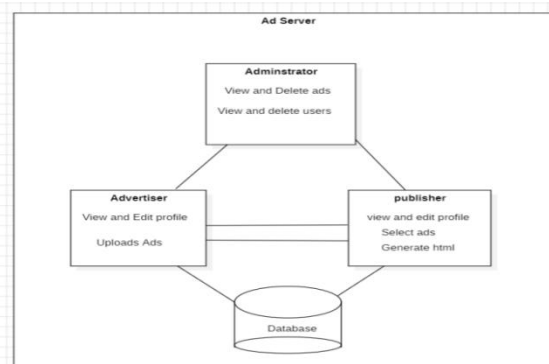 Ad Server
Adminstrator
View and Delete ads
View and delete users
Advertiser
View and Edit profile
Uploads Ads
publisher
view and edit profile
Select ads
Generate html
Database